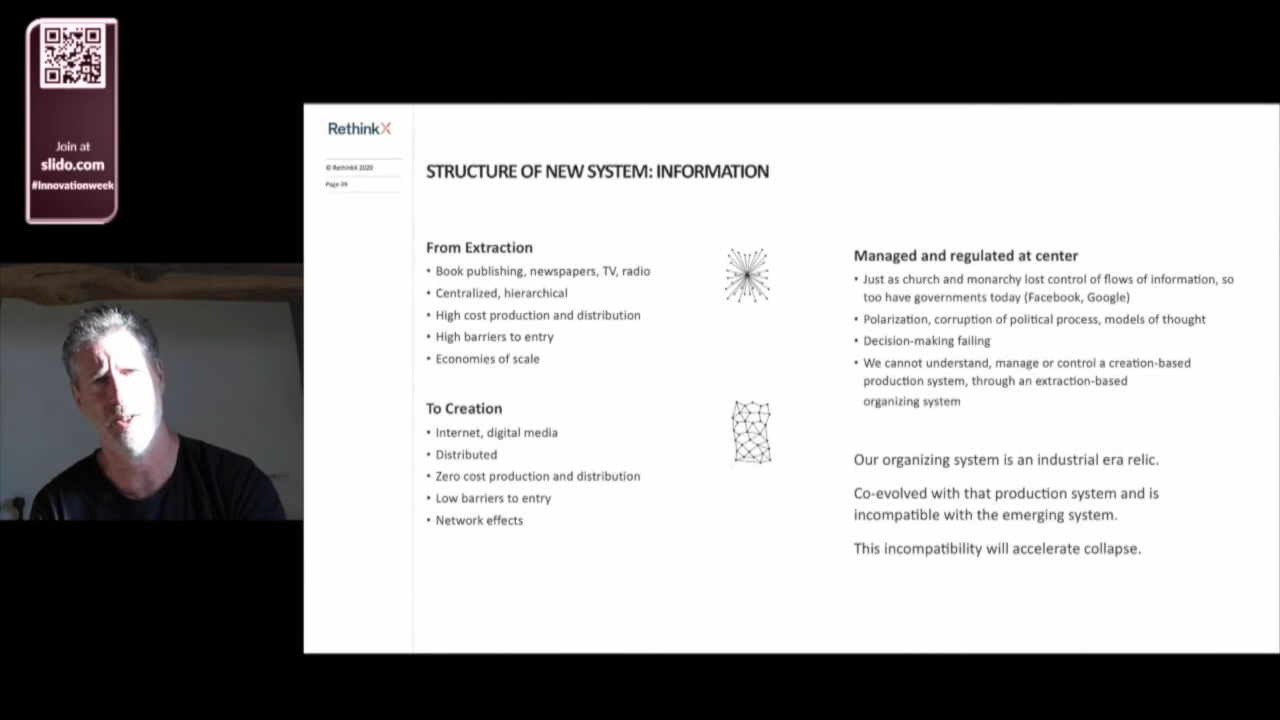 Join at
slido.com
#Innovationweek
RethinkX
© RethinkX 2020
Page 39
STRUCTURE OF NEW SYSTEM: INFORMATION
From Extraction
• Book publishing, newspapers, TV, radio
• Centralized, hierarchical
• High cost production and distribution
• High barriers to entry
• Economies of scale
To Creation
• Internet, digital media
• Distributed
• Zero cost production and distribution
• Low barriers to entry
• Network effects
Managed and regulated at center
• Just as church and monarchy lost control of flows of information, so
too have governments today (Facebook, Google)
• Polarization, corruption of political process, models of thought
• Decision-making failing
• We cannot understand, manage or control a creation-based
production system, through an extraction-based
organizing system
Our organizing system is an industrial era relic.
Co-evolved with that production system and is
incompatible with the emerging system.
This incompatibility will accelerate collapse.